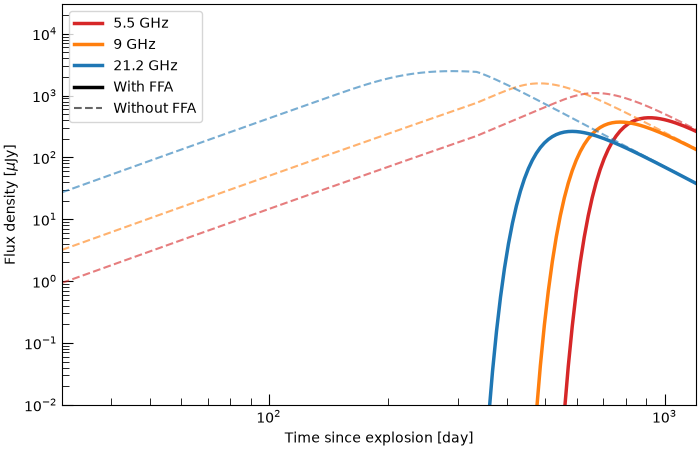 5.5 GHz
9 GHz
21.2 GHz
With FFA
Without FFA
Flux density [μJy]
10⁴
10³
10²
10¹
10⁰
10⁻¹
10⁻²
10²
10³
Time since explosion [day]